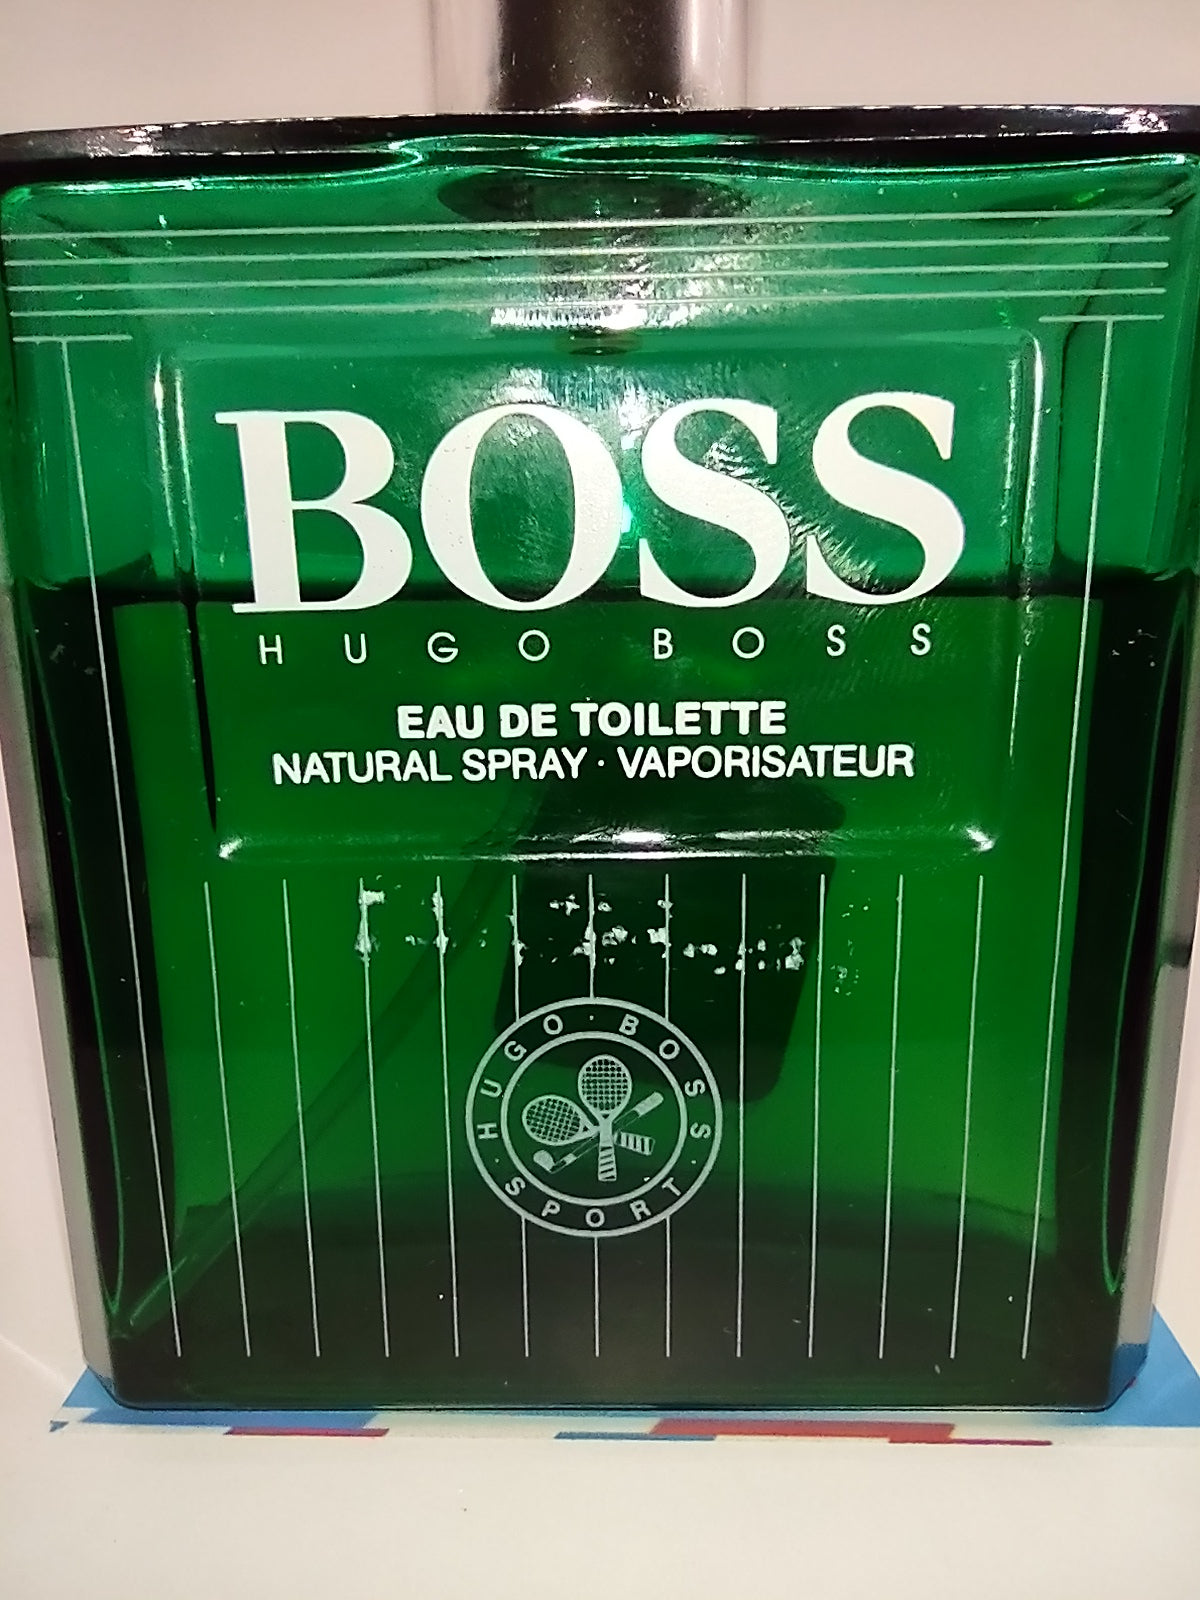 BOSS
HUGO BOSS
EAU DE TOILETTE
NATURAL SPRAY · VAPORISATEUR
HUGO · BOSS · SPORT ·